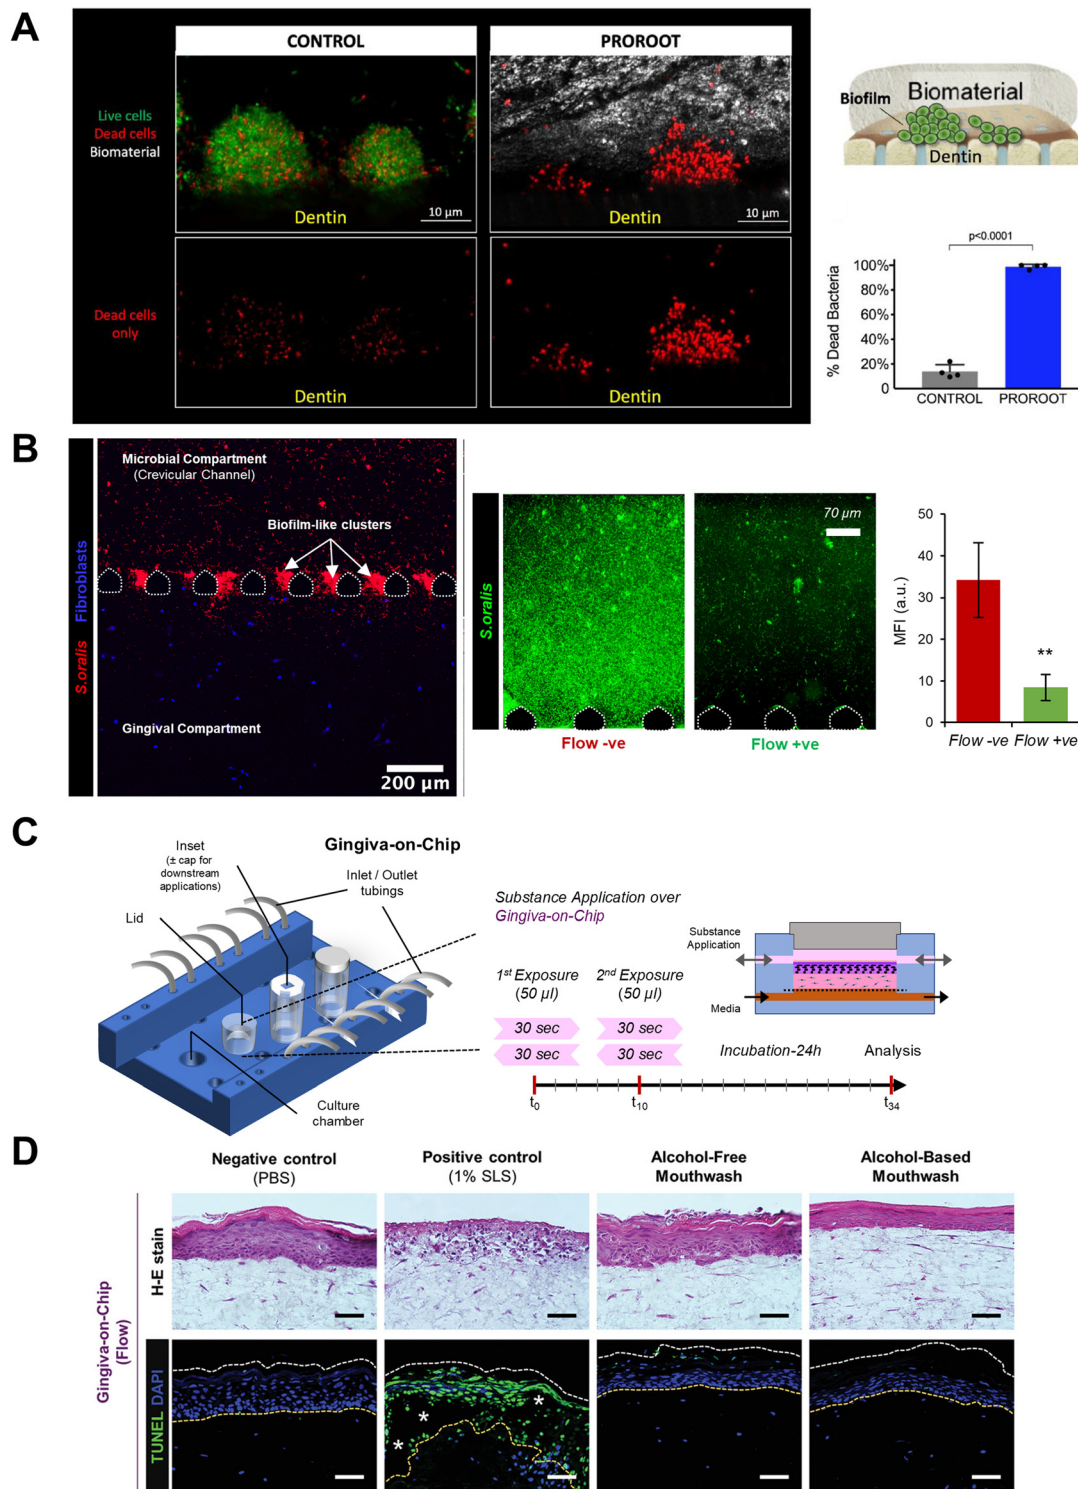 A
CONTROL
PROROOT
Live cells
Dead cells
Biomaterial
Dentin
10 µm
Dentin
10 µm
Dead cells
only
Dentin
Dentin
Biomaterial
Biofilm
Dentin
p<0.0001
% Dead Bacteria
100%
80%
60%
40%
20%
0
CONTROL
PROROOT
B
S.oralis Fibroblasts
Microbial Compartment
(Crevicular Channel)
Biofilm-like clusters
Gingival Compartment
200 µm
S.oralis
70 µm
Flow -ve
Flow +ve
MFI (a.u.)
50
40
30
20
10
0
**
Flow -ve
Flow +ve
C
Gingiva-on-Chip
Inset
(± cap for
downstream
applications)
Inlet / Outlet
tubings
Lid
Culture
chamber
Substance Application over
Gingiva-on-Chip
1st Exposure
(50 µl)
2nd Exposure
(50 µl)
30 sec
30 sec
30 sec
30 sec
Substance
Application
Media
Incubation-24h
Analysis
t0
t10
t34
D
Negative control
(PBS)
Positive control
(1% SLS)
Alcohol-Free
Mouthwash
Alcohol-Based
Mouthwash
Gingiva-on-Chip
(Flow)
H-E stain
TUNEL DAPI
*
*
*